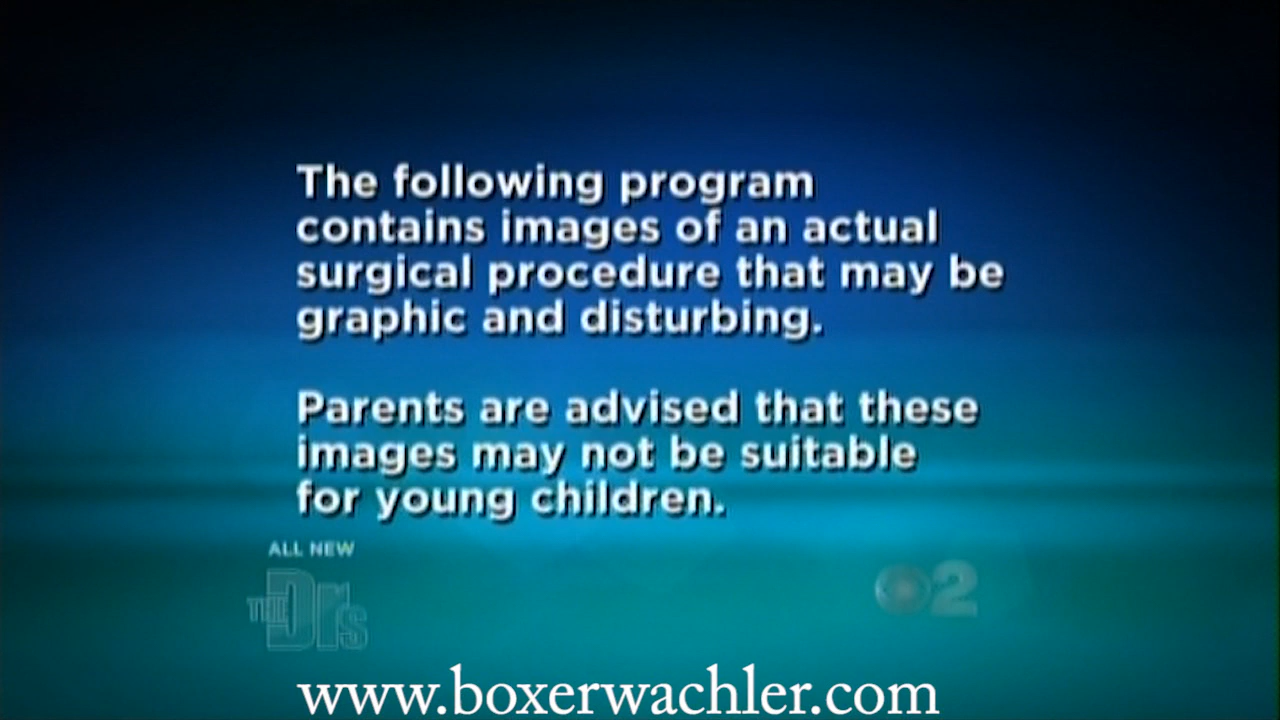 The following program
contains images of an actual
surgical procedure that may be
graphic and disturbing.
Parents are advised that these
images may not be suitable
for young children.
ALL NEW
THE Drs
2
www.boxerwachler.com